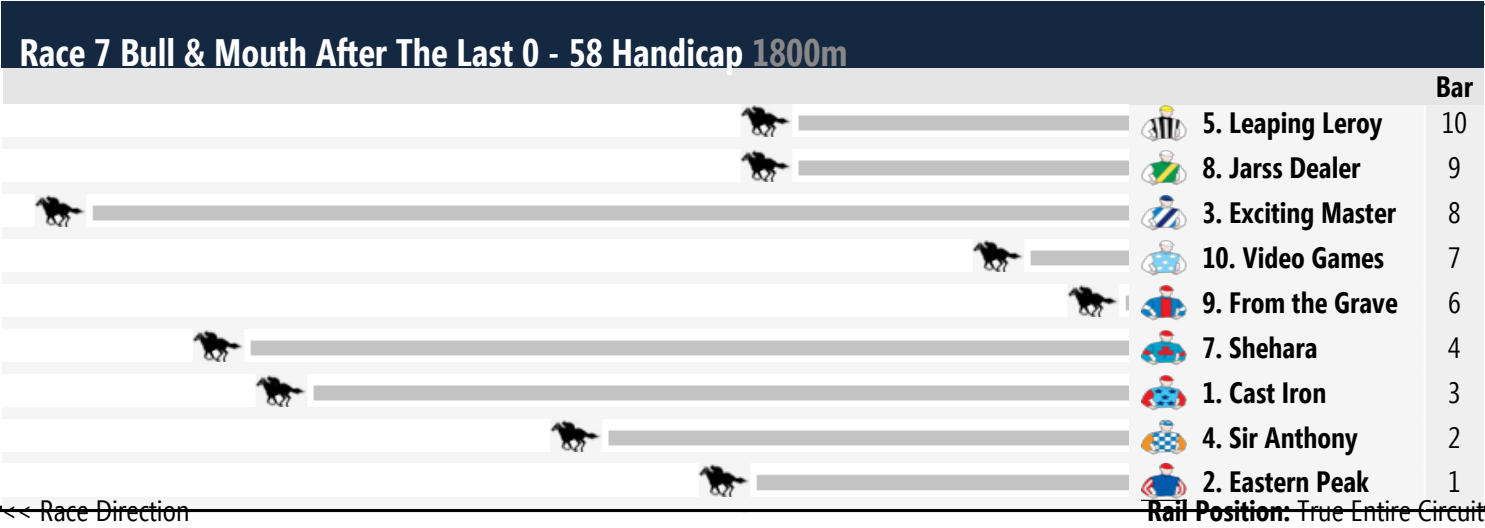 Race 7 Bull & Mouth After The Last 0 - 58 Handicap 1800m
Bar
5. Leaping Leroy 10
8. Jarss Dealer 9
3. Exciting Master 8
10. Video Games 7
9. From the Grave 6
7. Shehara 4
1. Cast Iron 3
4. Sir Anthony 2
2. Eastern Peak 1
<< Race Direction Rail Position: True Entire Circuit